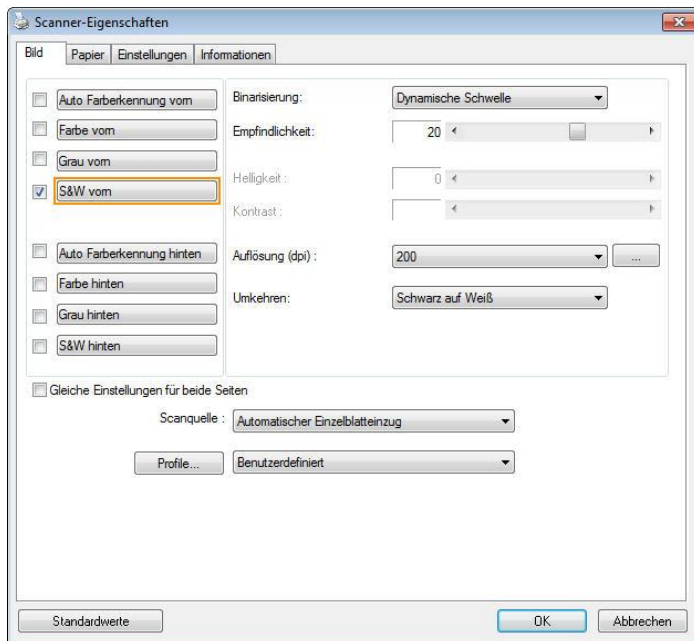 Scanner-Eigenschaften
Bild Papier Einstellungen Informationen
Auto Farberkennung vorn
Farbe vorn
Grau vorn
S&W vorn
Auto Farberkennung hinten
Farbe hinten
Grau hinten
S&W hinten
Binarisierung: Dynamische Schwelle
Empfindlichkeit: 20
Helligkeit : 0
Kontrast :
Auflösung (dpi) : 200 ...
Umkehren: Schwarz auf Weiß
Gleiche Einstellungen für beide Seiten
Scanquelle : Automatischer Einzelblatteinzug
Profile... Benutzerdefiniert
Standardwerte OK Abbrechen